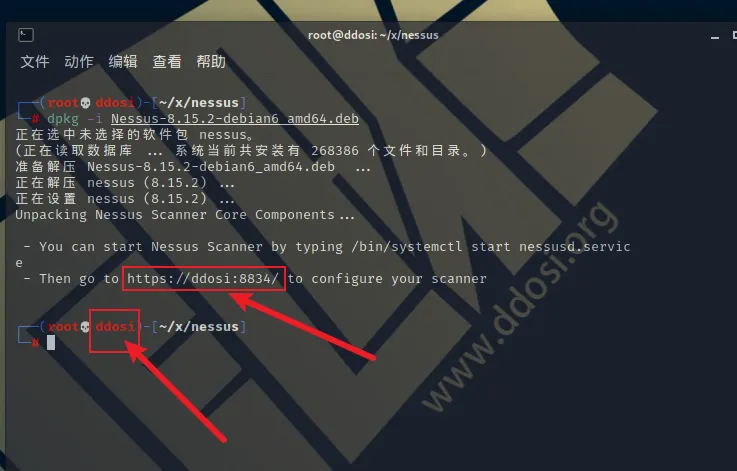 root@ddosi: ~/x/nessus
文件 动作 编辑 查看 帮助
┌──(root💀ddosi)-[~/x/nessus]
└─# dpkg -i Nessus-8.15.2-debian6_amd64.deb
正在选中未选择的软件包 nessus。
(正在读取数据库 ... 系统当前共安装有 268386 个文件和目录。)
准备解压 Nessus-8.15.2-debian6_amd64.deb ...
正在解压 nessus (8.15.2) ...
正在设置 nessus (8.15.2) ...
Unpacking Nessus Scanner Core Components...
- You can start Nessus Scanner by typing /bin/systemctl start nessusd.servic
e
- Then go to https://ddosi:8834/ to configure your scanner
┌──(root💀ddosi)-[~/x/nessus]
└─#
www.ddosi.org